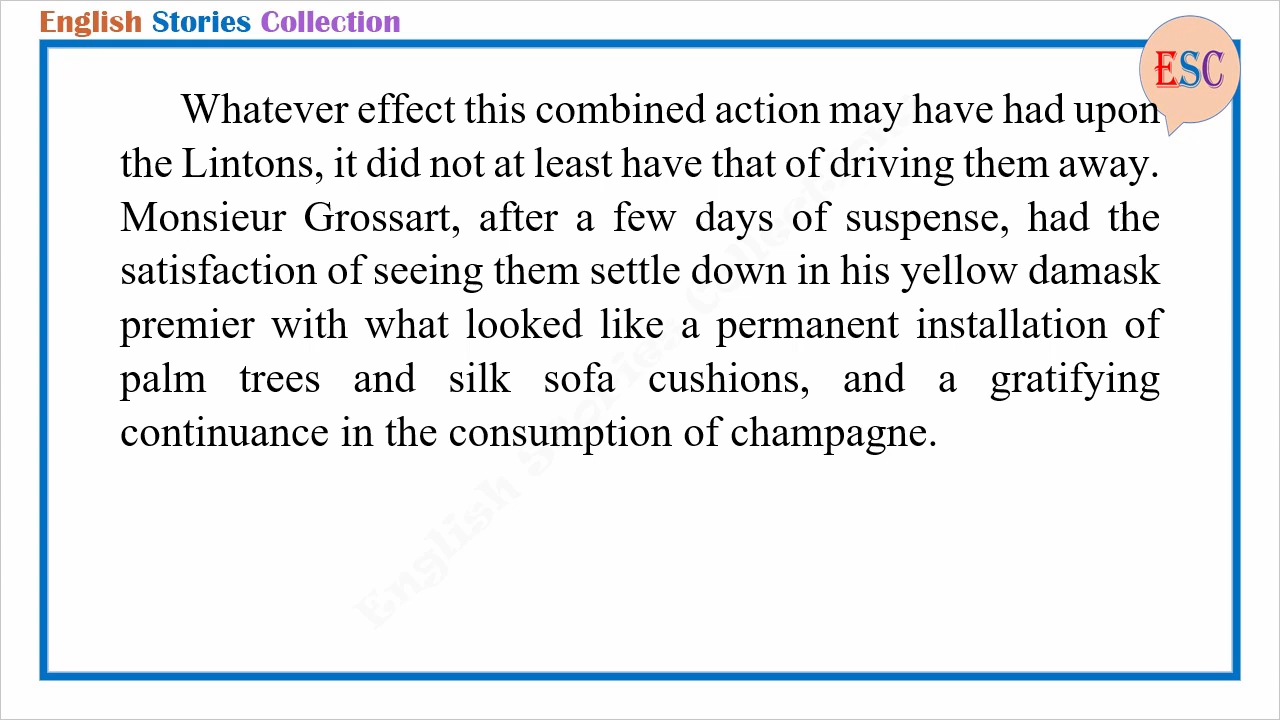 English Stories Collection
ESC
Whatever effect this combined action may have had upon
the Lintons, it did not at least have that of driving them away.
Monsieur Grossart, after a few days of suspense, had the
satisfaction of seeing them settle down in his yellow damask
premier with what looked like a permanent installation of
palm trees and silk sofa cushions, and a gratifying
continuance in the consumption of champagne.
English Stories Collection